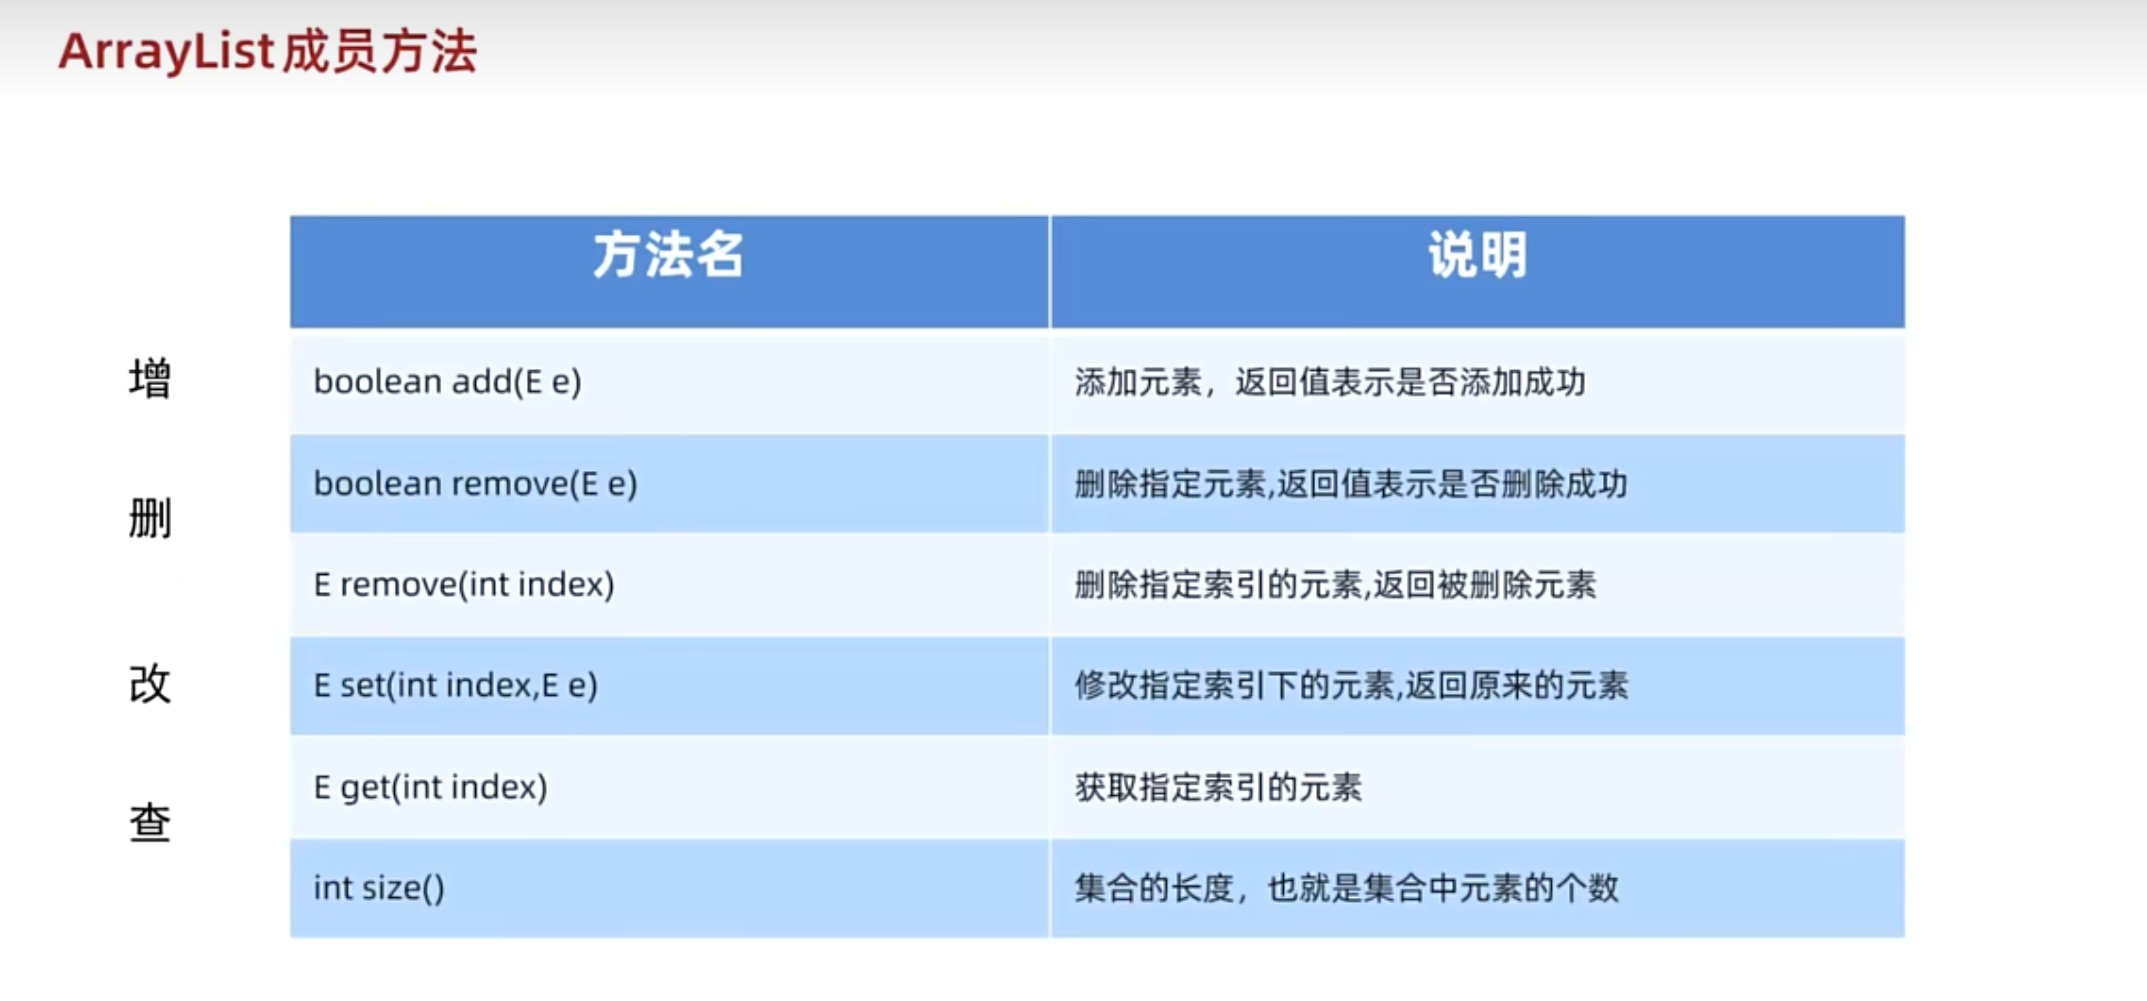 ArrayList成员方法
方法名 说明
增 boolean add(E e) 添加元素，返回值表示是否添加成功
删 boolean remove(E e) 删除指定元素,返回值表示是否删除成功
E remove(int index) 删除指定索引的元素,返回被删除元素
改 E set(int index,E e) 修改指定索引下的元素,返回原来的元素
查 E get(int index) 获取指定索引的元素
int size() 集合的长度，也就是集合中元素的个数